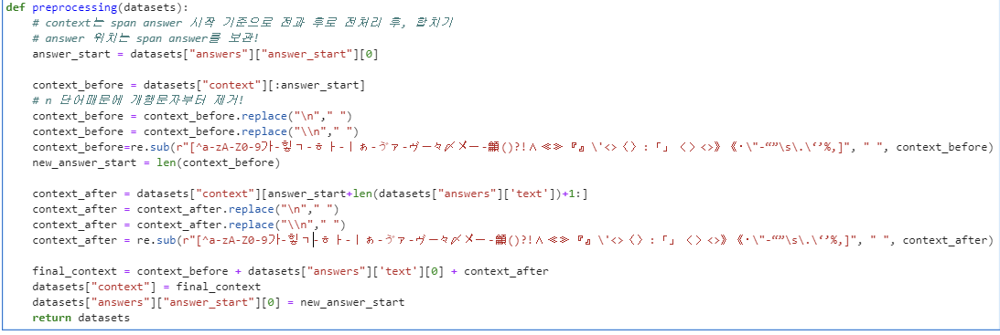 def preprocessing(datasets):
    # context는 span answer 시작 기준으로 전과 후로 전처리 후, 합치기
    # answer 위치는 span answer를 보관!
    answer_start = datasets["answers"]["answer_start"][0]
    context_before = datasets["context"][:answer_start]
    # n 단어때문에 개행문자부터 제거!
    context_before = context_before.replace("\n"," ")
    context_before = context_before.replace("\\n"," ")
    context_before=re.sub(r"[^a-zA-Z0-9가-힣ㄱ-ㅎㅏ-ㅣぁ-ゔァ-ヴー々〆〤一-龥()?!∧≪≫『』\'<>〈〉:「」〈〉<>》《・\"-“”\s\.\‘’%,]", " ", context_before)
    new_answer_start = len(context_before)
    context_after = datasets["context"][answer_start+len(datasets["answers"]['text'])+1:]
    context_after = context_after.replace("\n"," ")
    context_after = context_after.replace("\\n"," ")
    context_after = re.sub(r"[^a-zA-Z0-9가-힣ㄱ-ㅎㅏ-ㅣぁ-ゔァ-ヴー々〆〤一-龥()?!∧≪≫『』\'<>〈〉:「」〈〉<>》《・\"-“”\s\.\‘’%,]", " ", context_after)
    final_context = context_before + datasets["answers"]['text'][0] + context_after
    datasets["context"] = final_context
    datasets["answers"]["answer_start"][0] = new_answer_start
    return datasets